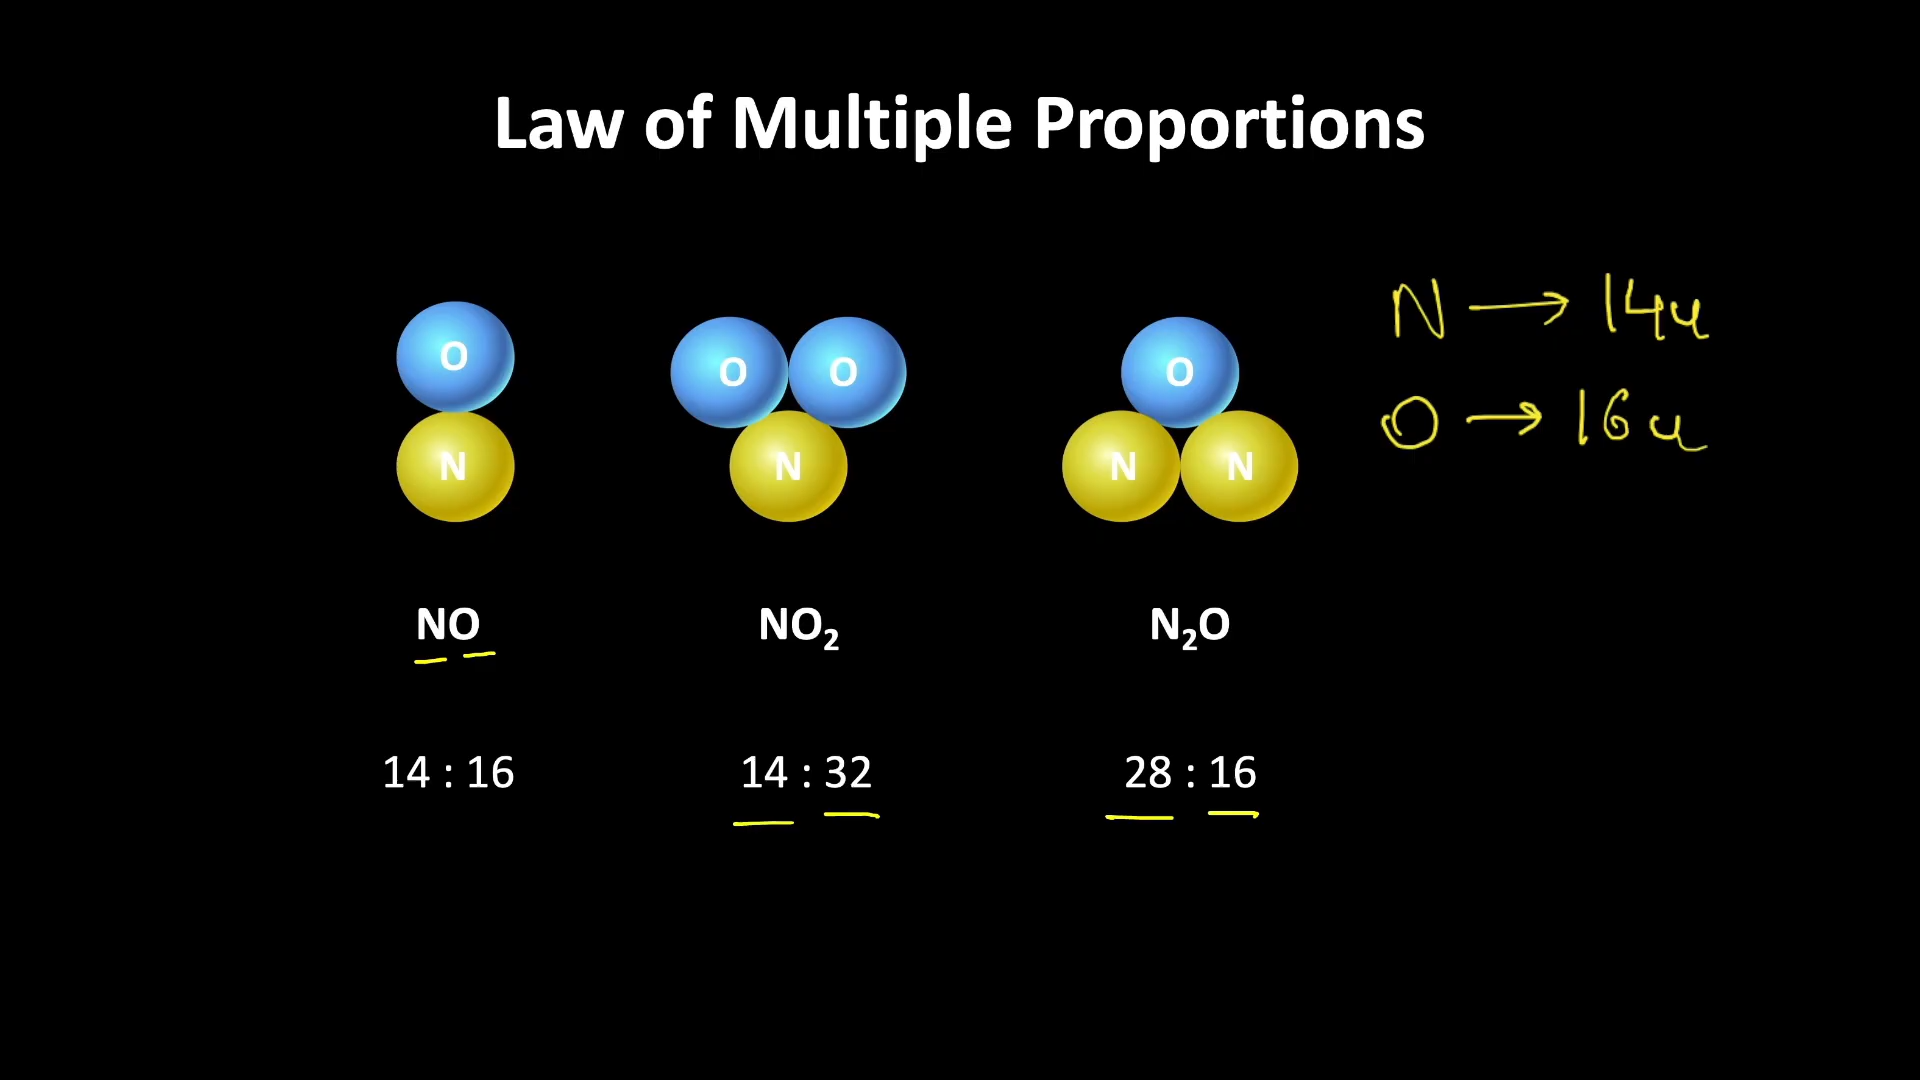 Law of Multiple Proportions
N → 14u
O → 16u
O O O O
N N N N
NO NO₂ N₂O
14 : 16 14 : 32 28 : 16